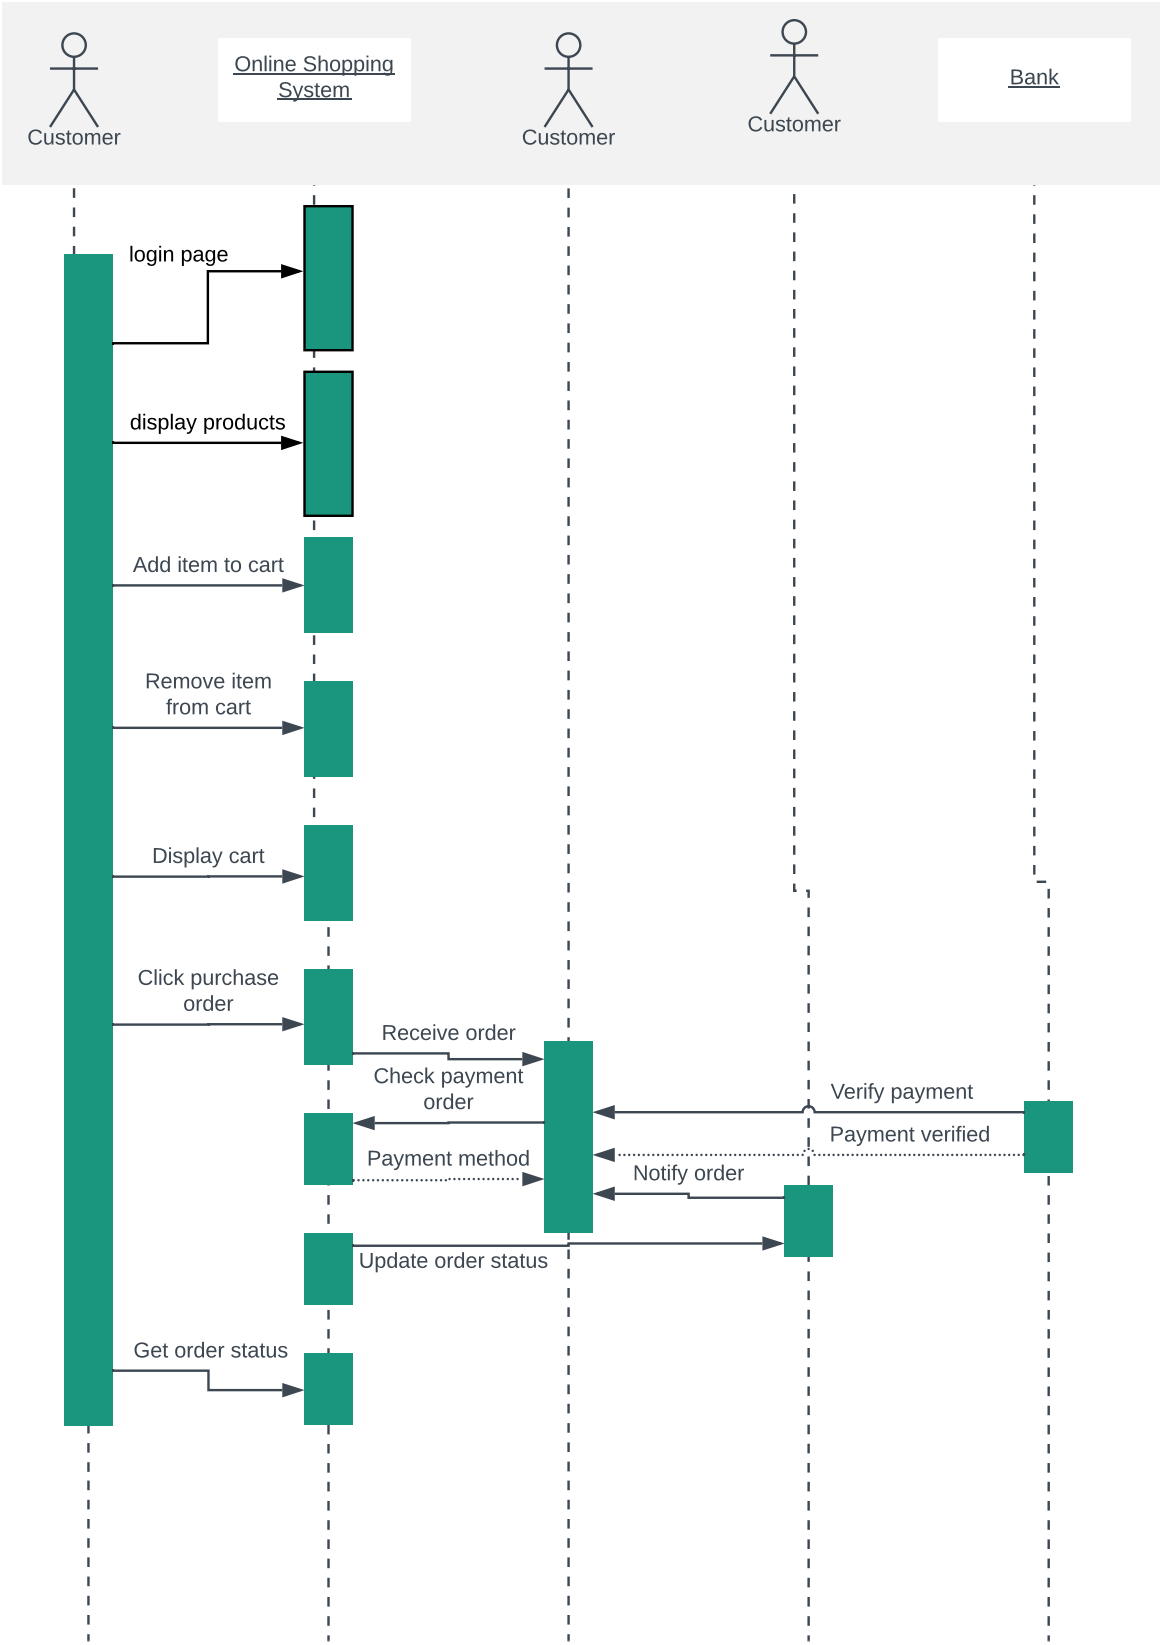 Customer
Online Shopping
System
Customer
Customer
Bank
login page
display products
Add item to cart
Remove item
from cart
Display cart
Click purchase
order
Receive order
Check payment
order
Verify payment
Payment verified
Payment method
Notify order
Update order status
Get order status